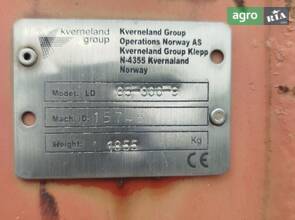 agro RIA
kverneland
group
Kverneland Group
Operations Norway AS
Kverneland Group Klepp
N-4355 Kvernaland
Norway
Model: LD
Mach. ID:
Weight: 1855 Kg
CE